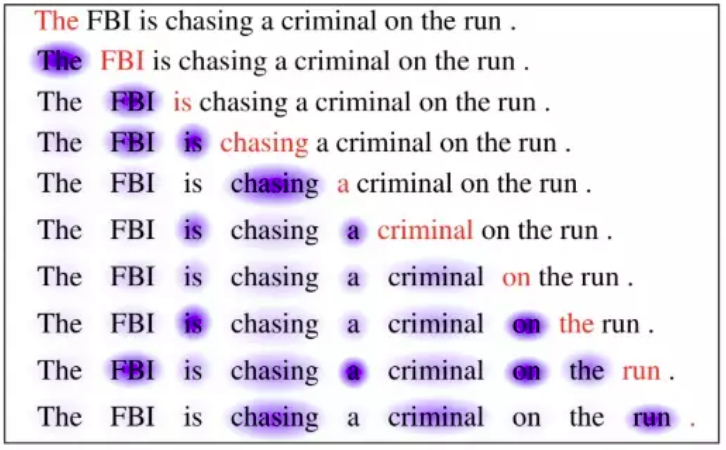 The FBI is chasing a criminal on the run .
The FBI is chasing a criminal on the run .
The FBI is chasing a criminal on the run .
The FBI is chasing a criminal on the run .
The FBI is chasing a criminal on the run .
The FBI is chasing a criminal on the run .
The FBI is chasing a criminal on the run .
The FBI is chasing a criminal on the run .
The FBI is chasing a criminal on the run .
The FBI is chasing a criminal on the run .